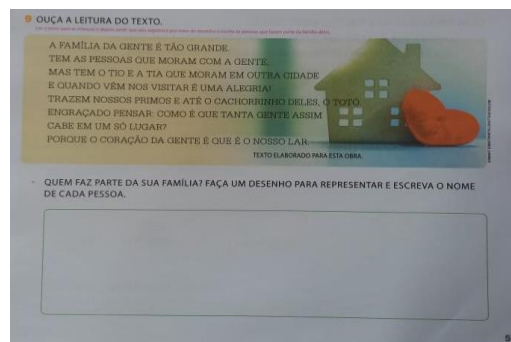 9 OUÇA A LEITURA DO TEXTO.
A FAMÍLIA DA GENTE É TÃO GRANDE.
TEM AS PESSOAS QUE MORAM COM A GENTE,
MAS TEM O TIO E A TIA QUE MORAM EM OUTRA CIDADE
E QUANDO VÊM NOS VISITAR É UMA ALEGRIA!
TRAZEM NOSSOS PRIMOS E ATÉ O CACHORRINHO DELES, O TOTÓ.
ENGRAÇADO PENSAR: COMO É QUE TANTA GENTE ASSIM
CABE EM UM SÓ LUGAR?
PORQUE O CORAÇÃO DA GENTE É QUE É O NOSSO LAR.
TEXTO ELABORADO PARA ESTA OBRA.
- QUEM FAZ PARTE DA SUA FAMÍLIA? FAÇA UM DESENHO PARA REPRESENTAR E ESCREVA O NOME
DE CADA PESSOA.